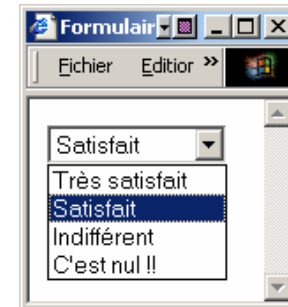 Formulair
Fichier Editior »
Satisfait
Très satisfait
Satisfait
Indifférent
C'est nul !!